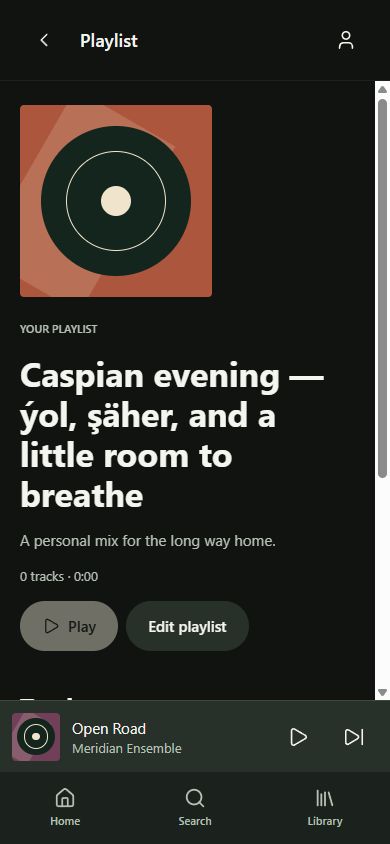 Playlist
YOUR PLAYLIST
Caspian evening —
ýol, şäher, and a
little room to
breathe
A personal mix for the long way home.
0 tracks · 0:00
Play
Edit playlist
Open Road
Meridian Ensemble
Home
Search
Library